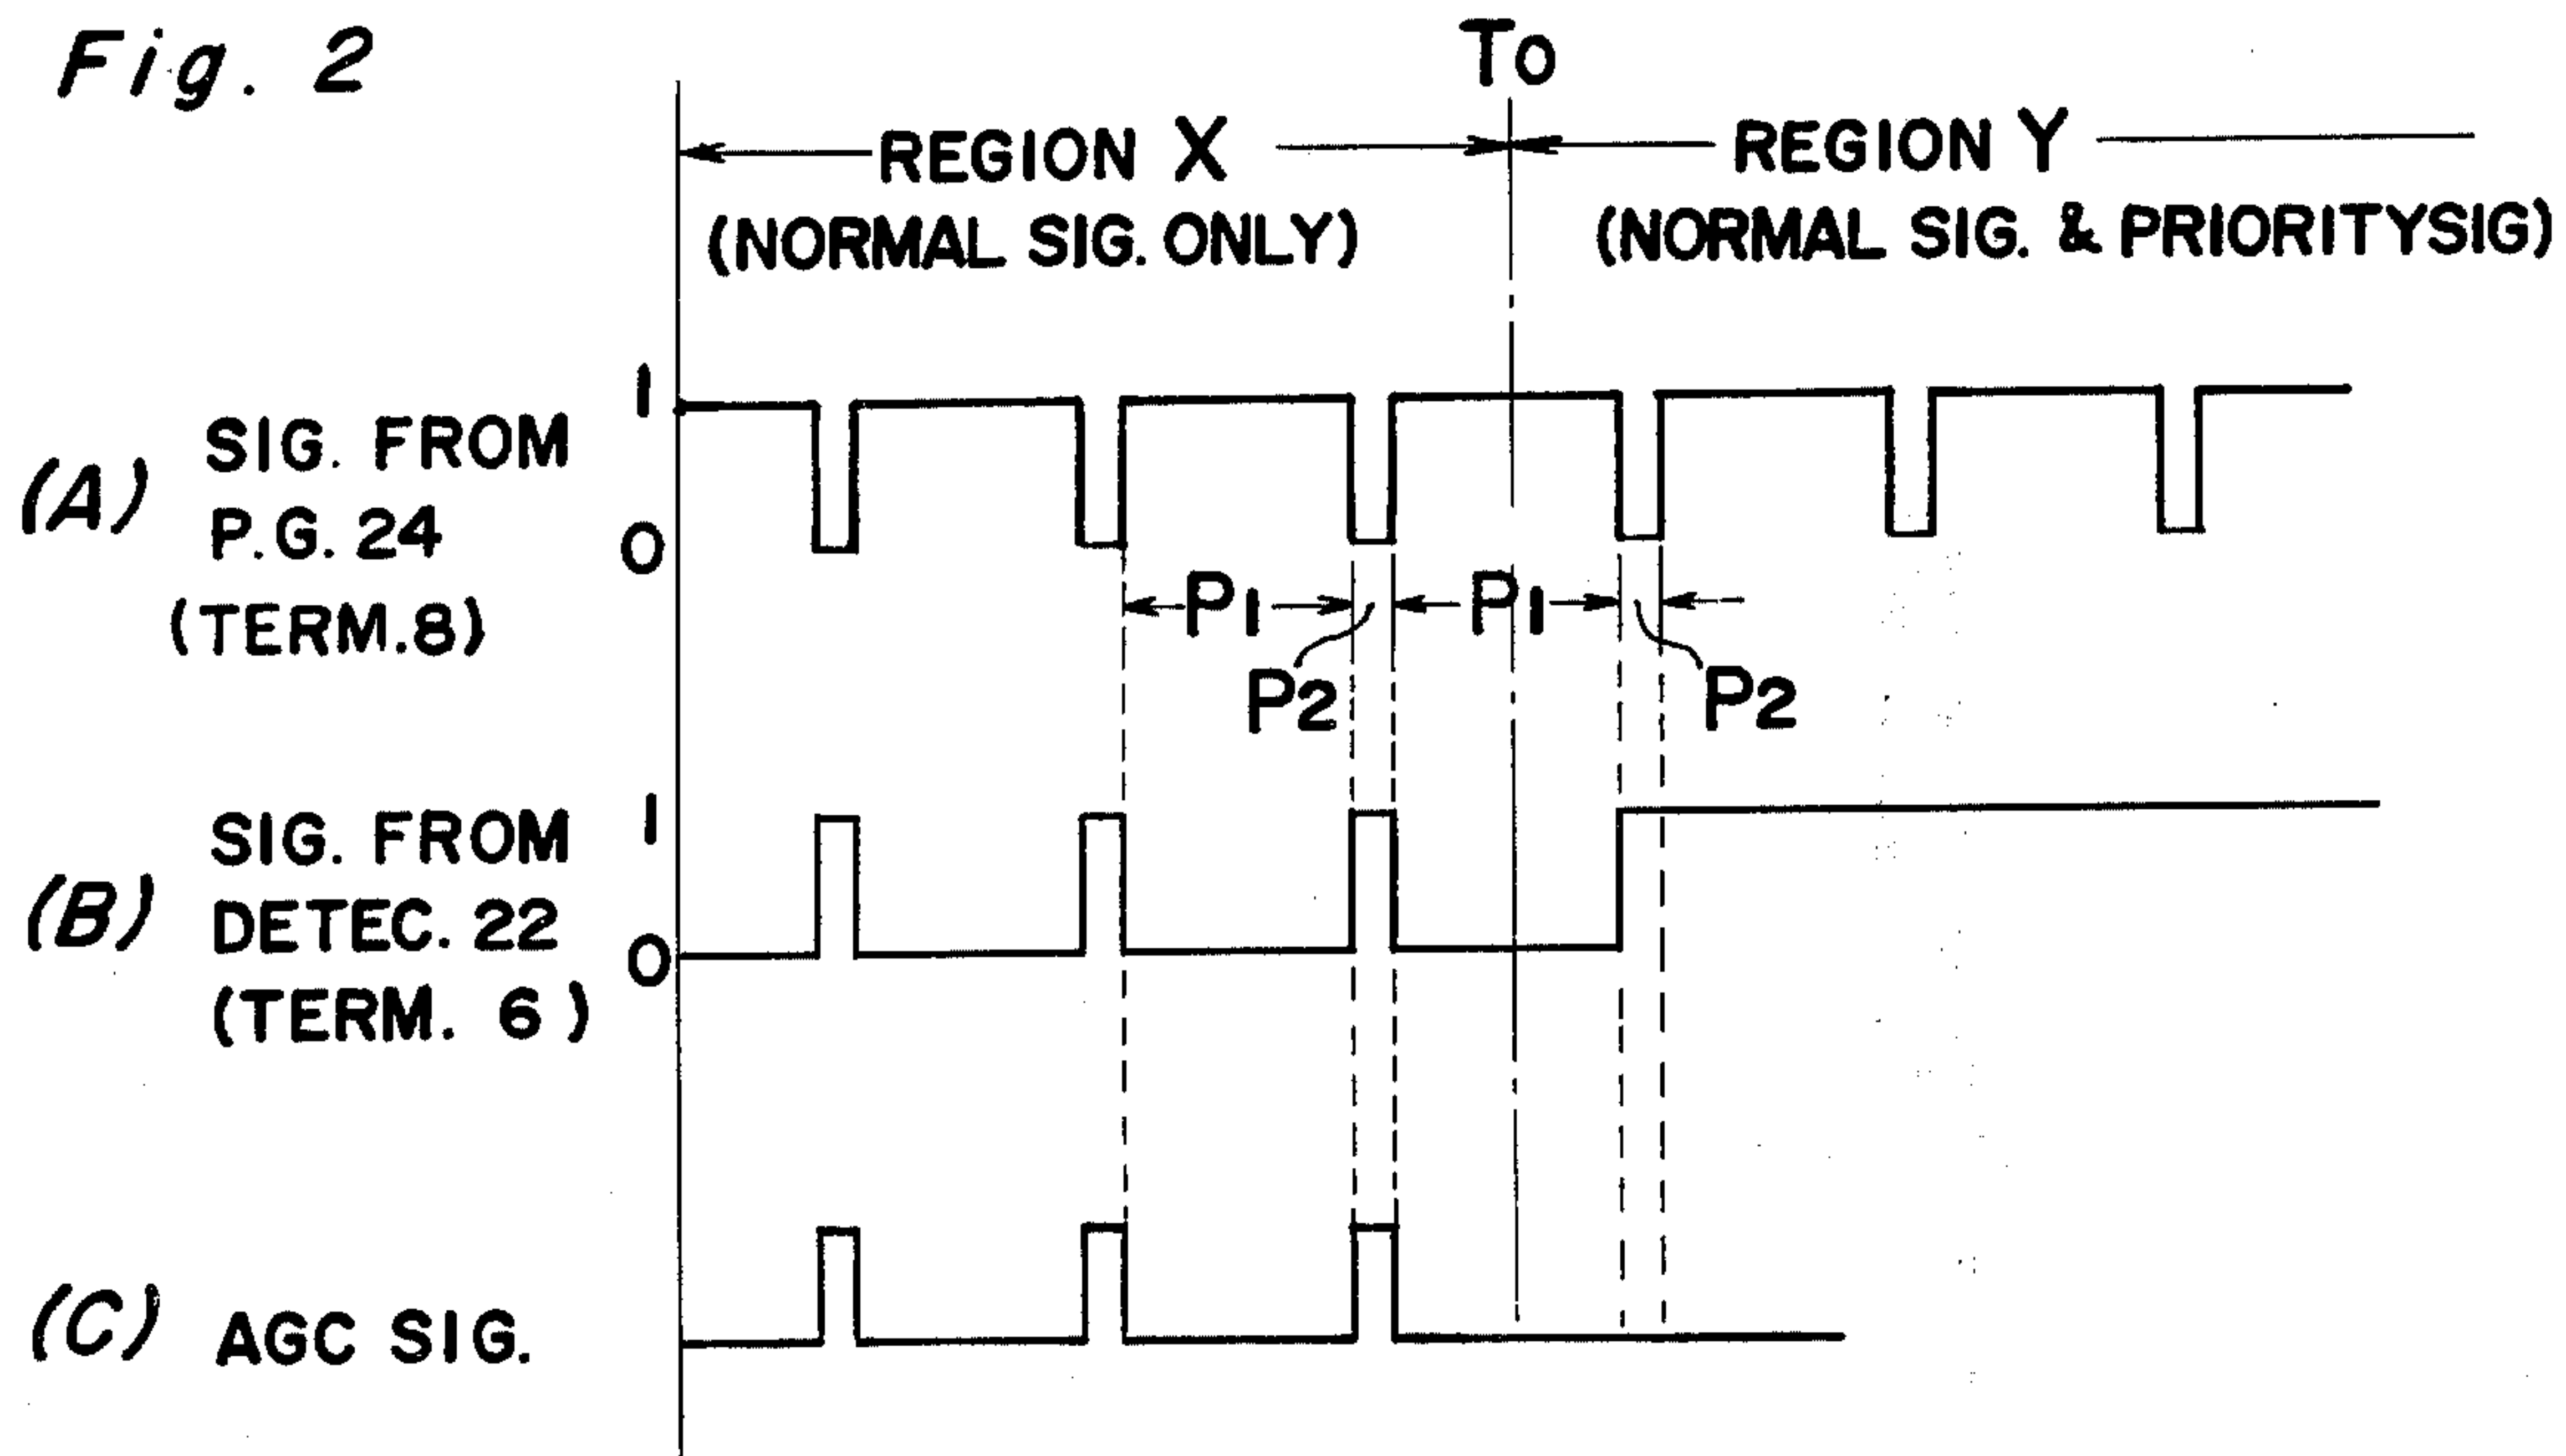 Fig. 2
To
REGION X
REGION Y
(NORMAL SIG. ONLY)
(NORMAL SIG. & PRIORITYSIG)
1
(A) SIG. FROM
P.G. 24
(TERM.8)
0
P1
P1
P2
P2
1
(B) SIG. FROM
DETEC. 22
(TERM. 6)
0
(C) AGC SIG.